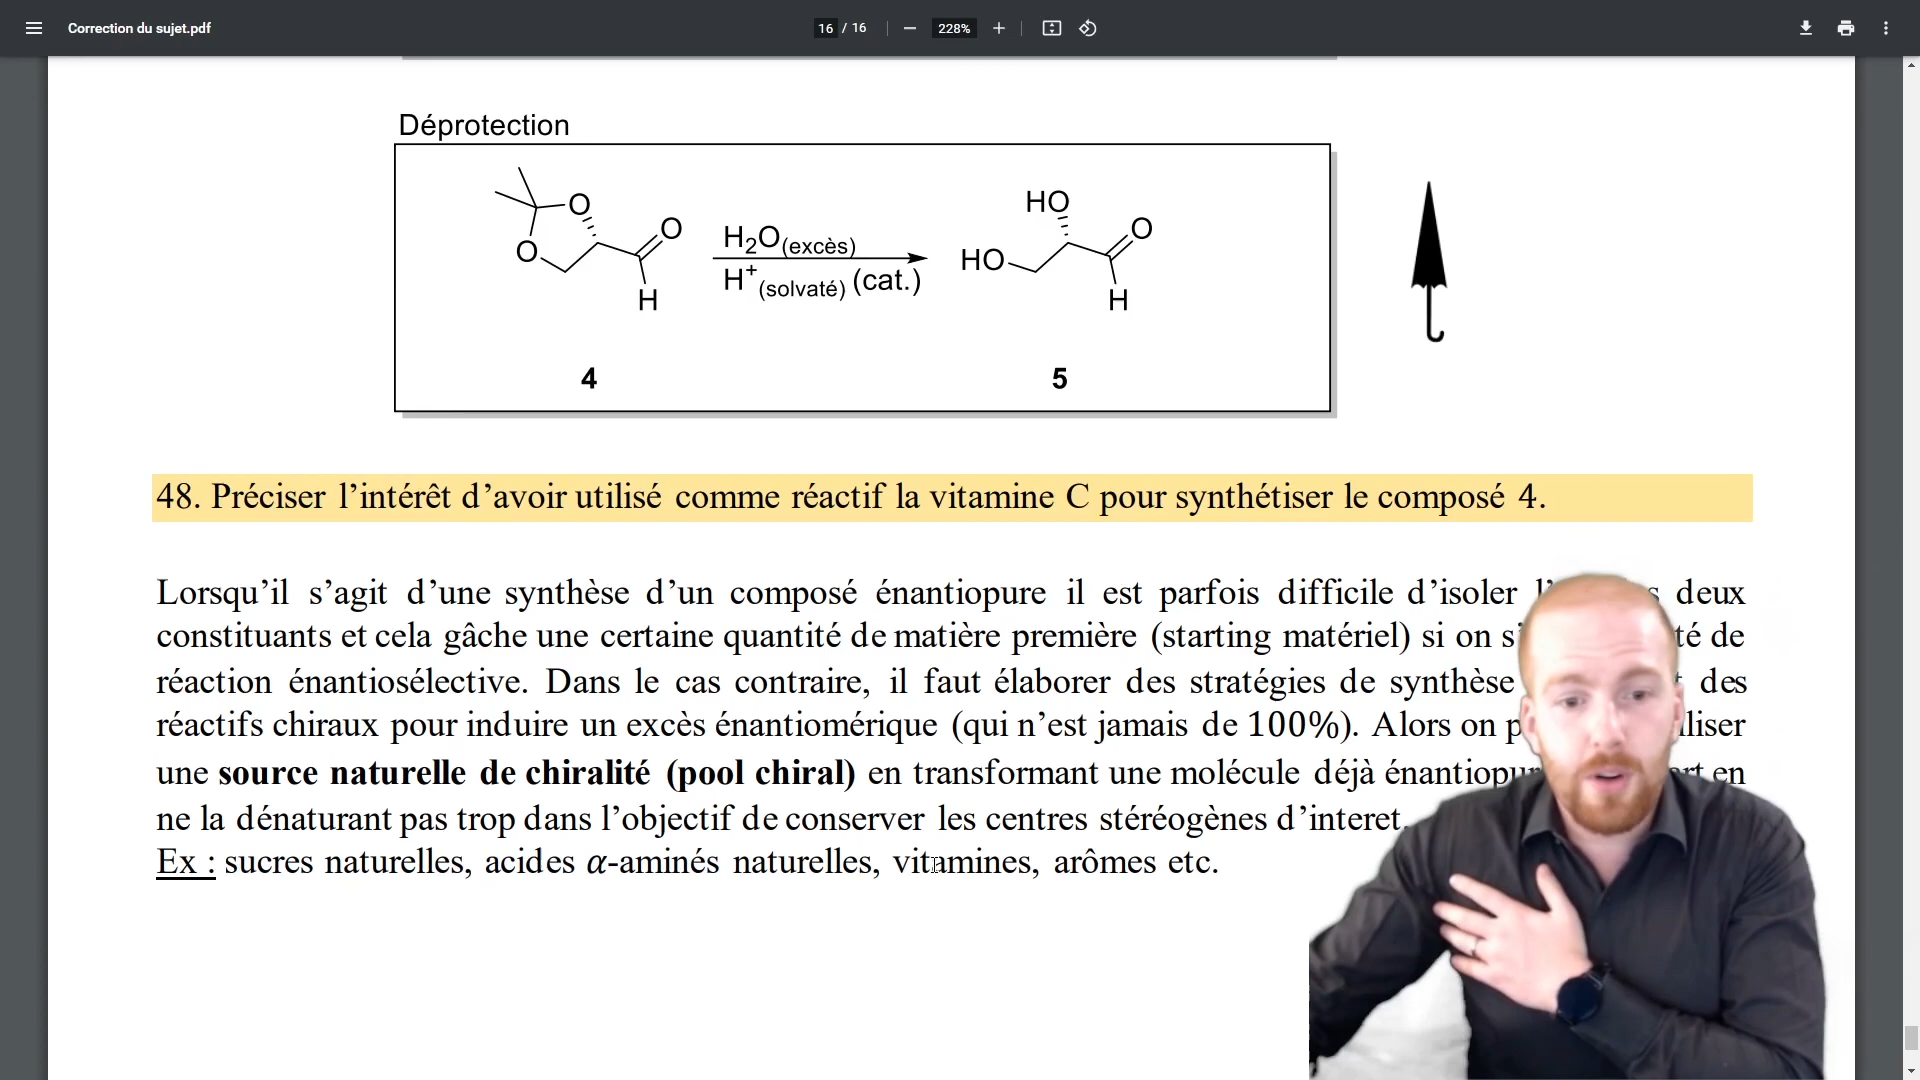 Correction du sujet.pdf
16 / 16
228%
Déprotection
O
O
O
H
4
H2O(excès)
H+(solvaté) (cat.)
HO
HO
O
H
5
48. Préciser l’intérêt d’avoir utilisé comme réactif la vitamine C pour synthétiser le composé 4.
Lorsqu’il s’agit d’une synthèse d’un composé énantiopure il est parfois difficile d’isoler deux
constituants et cela gâche une certaine quantité de matière première (starting matériel) si on de
réaction énantiosélective. Dans le cas contraire, il faut élaborer des stratégies de synthèse des
réactifs chiraux pour induire un excès énantiomérique (qui n’est jamais de 100%). Alors on
une source naturelle de chiralité (pool chiral) en transformant une molécule déjà en
ne la dénaturant pas trop dans l’objectif de conserver les centres stéréogènes d’interet.
Ex : sucres naturelles, acides α-aminés naturelles, vitamines, arômes etc.